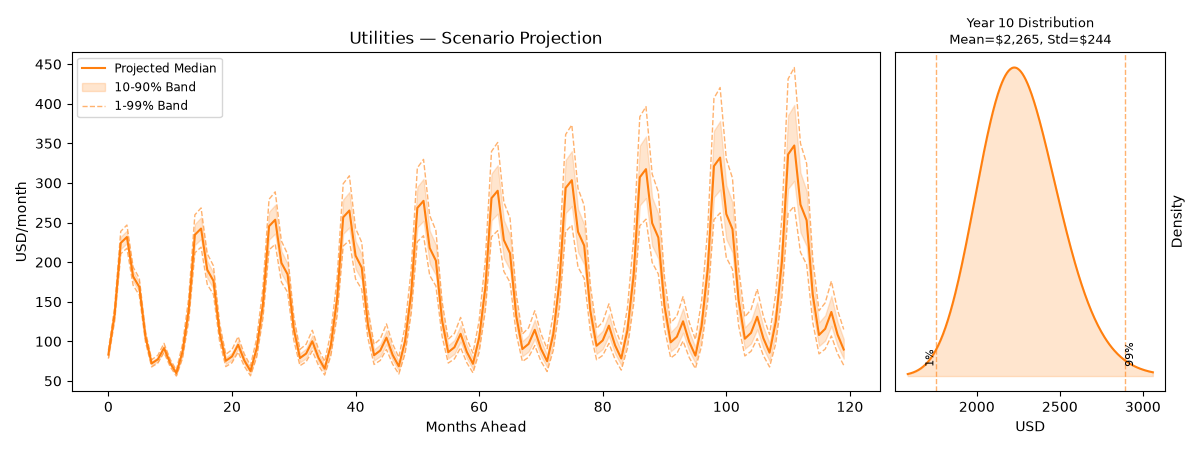 Utilities — Scenario Projection
Projected Median
10-90% Band
1-99% Band
USD/month
450
400
350
300
250
200
150
100
50
0
20
40
60
80
100
120
Months Ahead
Year 10 Distribution
Mean=$2,265, Std=$244
1%
99%
Density
2000
2500
3000
USD